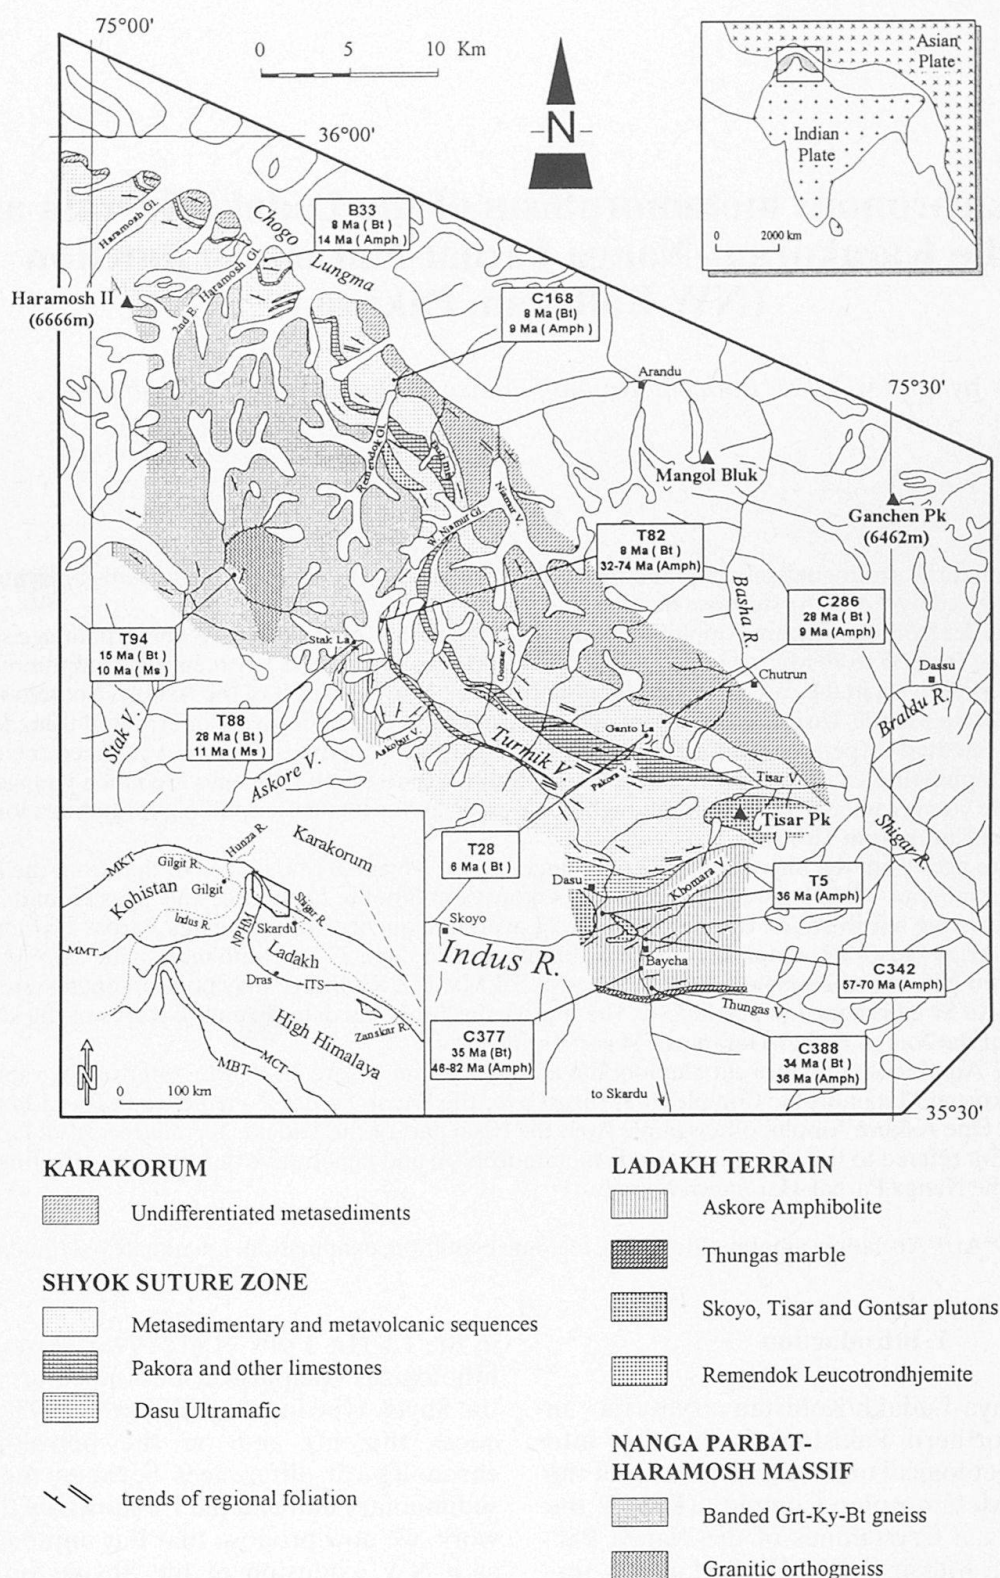 75°00'
0 5 10 Km
36°00'
N
Asian
Plate
Indian
Plate
0 2000 km
Haramosh Gl.
Chogo
Lungma
2nd E. Haramosh Gl.
B33
8 Ma ( Bt )
14 Ma ( Amph )
Haramosh II
(6666m)
C168
8 Ma (Bt)
9 Ma ( Amph )
Arandu
75°30'
Mangol Bluk
Ganchen Pk
(6462m)
Remendok Gl.
Niamur V.
W. Niamur Gl.
T82
8 Ma ( Bt )
32-74 Ma (Amph)
Basha R.
C286
28 Ma ( Bt )
9 Ma (Amph)
T94
15 Ma ( Bt )
10 Ma ( Ms )
Stak La
Chutrun
Dassu
Braldu R.
Stak V.
T88
28 Ma ( Bt )
11 Ma ( Ms )
Askore V.
Askobur V.
Turmik V.
Ganto La
Pakora V.
Tisar V.
Tisar Pk
Shigar R.
T28
6 Ma ( Bt )
Dasu
Khomara V.
T5
36 Ma (Amph)
Skoyo
Indus R.
Baycha
C342
57-70 Ma (Amph)
Thungas V.
C377
35 Ma (Bt)
46-82 Ma (Amph)
C388
34 Ma ( Bt )
36 Ma (Amph)
to Skardu
35°30'
MKT
Gilgit R.
Hunza R.
Karakorum
Kohistan
Gilgit
Indus R.
Shigar R.
NPHM
Skardu
MMT
Ladakh
Dras
ITS
Zanskar R.
High Himalaya
MCT
MBT
N
0 100 km
KARAKORUM
Undifferentiated metasediments
SHYOK SUTURE ZONE
Metasedimentary and metavolcanic sequences
Pakora and other limestones
Dasu Ultramafic
trends of regional foliation
LADAKH TERRAIN
Askore Amphibolite
Thungas marble
Skoyo, Tisar and Gontsar plutons
Remendok Leucotrondhjemite
NANGA PARBAT-
HARAMOSH MASSIF
Banded Grt-Ky-Bt gneiss
Granitic orthogneiss